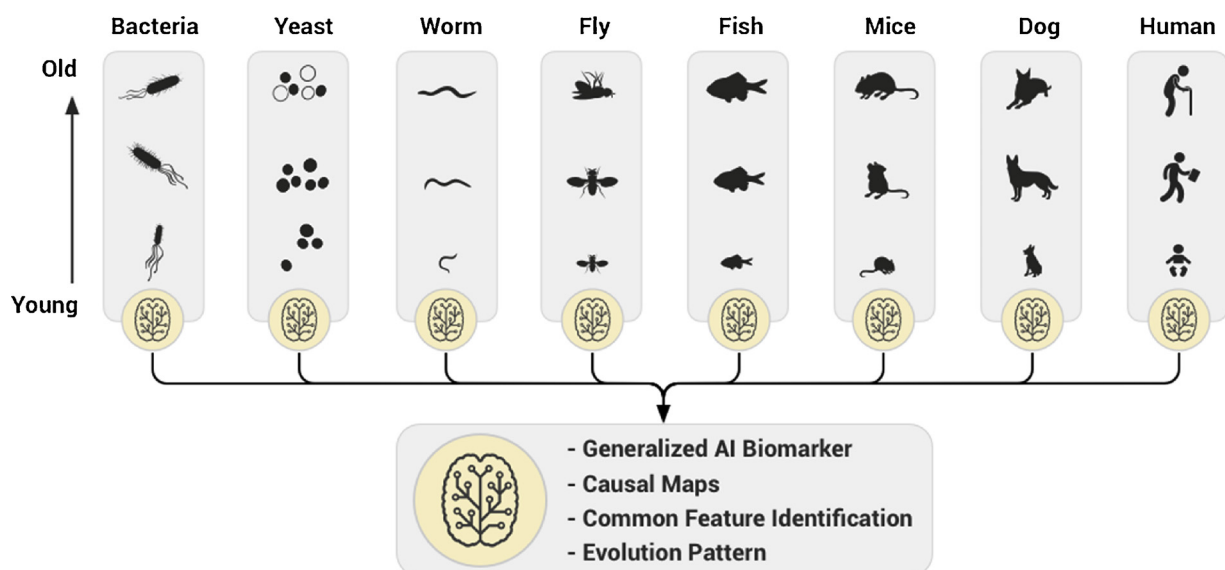 Bacteria Yeast Worm Fly Fish Mice Dog Human
Old
Young
- Generalized AI Biomarker
- Causal Maps
- Common Feature Identification
- Evolution Pattern